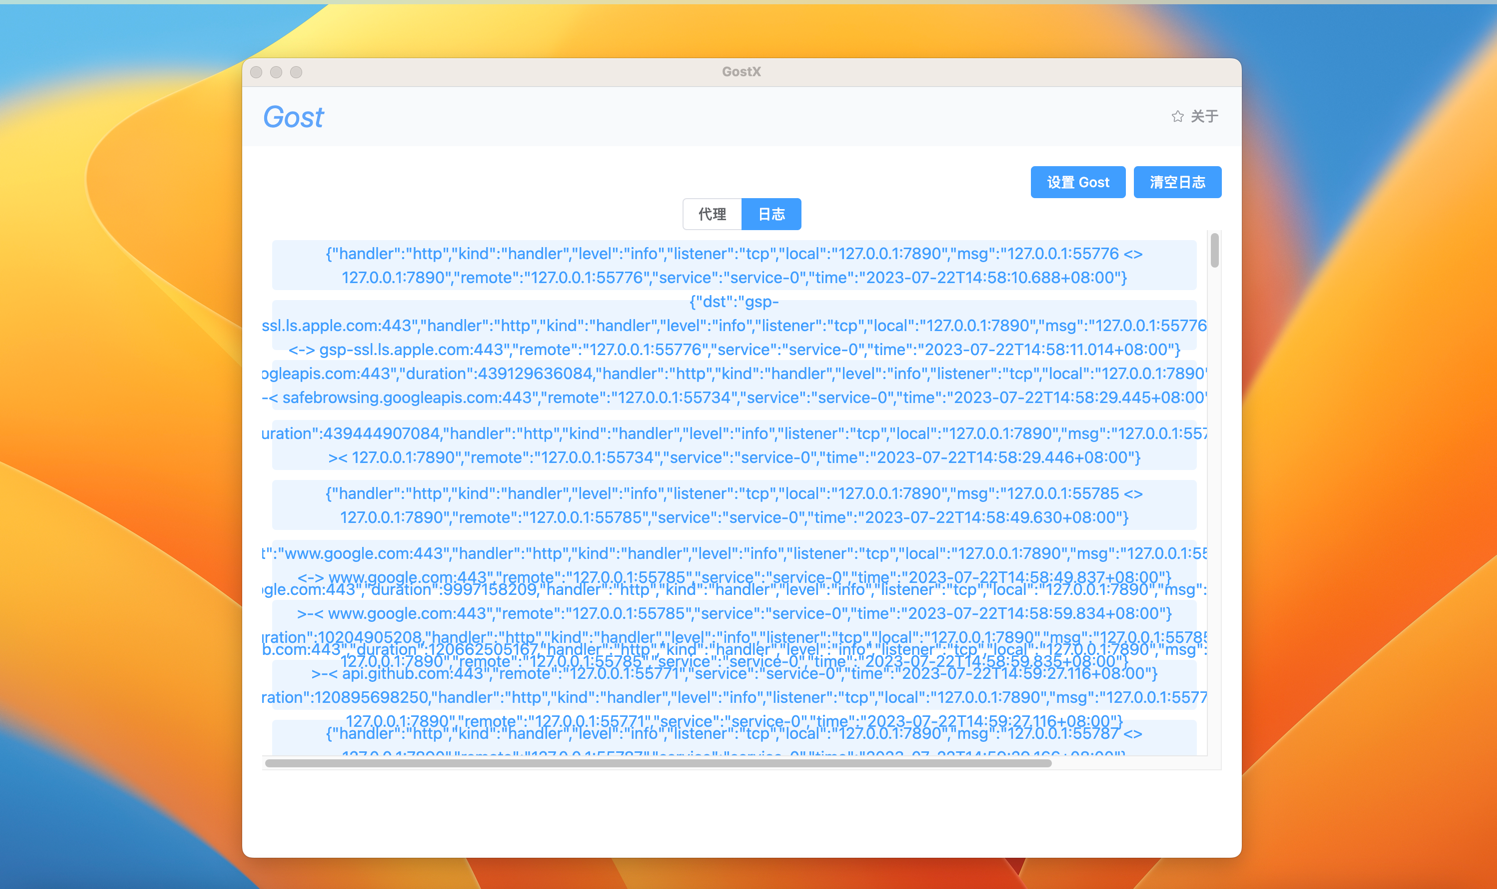 GostX
Gost
☆ 关于
设置 Gost
清空日志
代理
日志
{"handler":"http","kind":"handler","level":"info","listener":"tcp","local":"127.0.0.1:7890","msg":"127.0.0.1:55776 <>
127.0.0.1:7890","remote":"127.0.0.1:55776","service":"service-0","time":"2023-07-22T14:58:10.688+08:00"}
{"dst":"gsp-
ssl.ls.apple.com:443","handler":"http","kind":"handler","level":"info","listener":"tcp","local":"127.0.0.1:7890","msg":"127.0.0.1:55776
<-> gsp-ssl.ls.apple.com:443","remote":"127.0.0.1:55776","service":"service-0","time":"2023-07-22T14:58:11.014+08:00"}
ogleapis.com:443","duration":439129636084,"handler":"http","kind":"handler","level":"info","listener":"tcp","local":"127.0.0.1:7890"
-< safebrowsing.googleapis.com:443","remote":"127.0.0.1:55734","service":"service-0","time":"2023-07-22T14:58:29.445+08:00"
uration":439444907084,"handler":"http","kind":"handler","level":"info","listener":"tcp","local":"127.0.0.1:7890","msg":"127.0.0.1:557
>< 127.0.0.1:7890","remote":"127.0.0.1:55734","service":"service-0","time":"2023-07-22T14:58:29.446+08:00"}
{"handler":"http","kind":"handler","level":"info","listener":"tcp","local":"127.0.0.1:7890","msg":"127.0.0.1:55785 <>
127.0.0.1:7890","remote":"127.0.0.1:55785","service":"service-0","time":"2023-07-22T14:58:49.630+08:00"}
t":"www.google.com:443","handler":"http","kind":"handler","level":"info","listener":"tcp","local":"127.0.0.1:7890","msg":"127.0.0.1:55
<-> www.google.com:443","remote":"127.0.0.1:55785","service":"service-0","time":"2023-07-22T14:58:49.837+08:00"}
gle.com:443","duration":9997158209,"handler":"http","kind":"handler","level":"info","listener":"tcp","local":"127.0.0.1:7890","msg":
>-< www.google.com:443","remote":"127.0.0.1:55785","service":"service-0","time":"2023-07-22T14:58:59.834+08:00"}
ration":10204905208,"handler":"http","kind":"handler","level":"info","listener":"tcp","local":"127.0.0.1:7890","msg":"127.0.0.1:55785
b.com:443","duration":120662505167,"handler":"http","kind":"handler","level":"info","listener":"tcp","local":"127.0.0.1:7890","msg":
127.0.0.1:7890","remote":"127.0.0.1:55785","service":"service-0","time":"2023-07-22T14:58:59.835+08:00"}
>-< api.github.com:443","remote":"127.0.0.1:55771","service":"service-0","time":"2023-07-22T14:59:27.116+08:00"}
ration":120895698250,"handler":"http","kind":"handler","level":"info","listener":"tcp","local":"127.0.0.1:7890","msg":"127.0.0.1:5577
127.0.0.1:7890","remote":"127.0.0.1:55771","service":"service-0","time":"2023-07-22T14:59:27.116+08:00"}
{"handler":"http","kind":"handler","level":"info","listener":"tcp","local":"127.0.0.1:7890","msg":"127.0.0.1:55787 <>